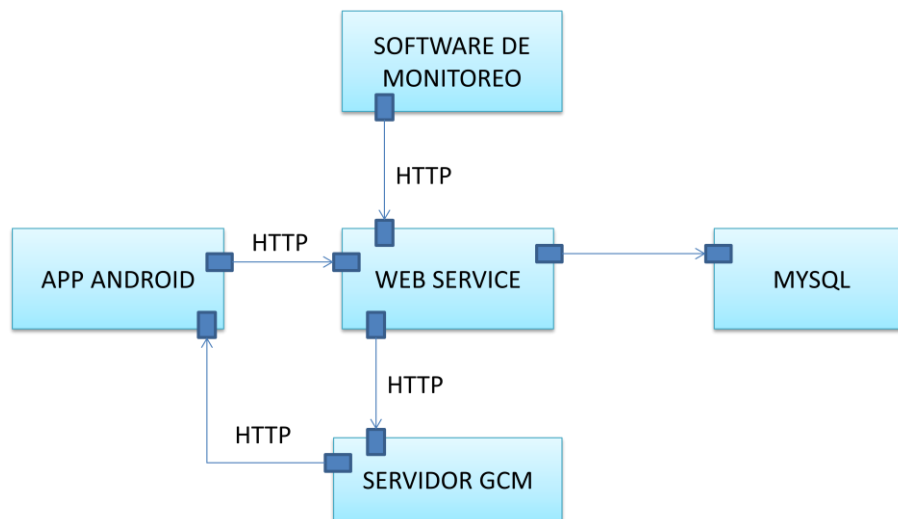 SOFTWARE DE
MONITOREO
HTTP
HTTP
APP ANDROID
WEB SERVICE
MYSQL
HTTP
HTTP
SERVIDOR GCM